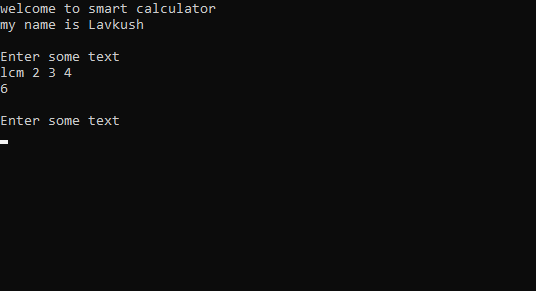 welcome to smart calculator
my name is Lavkush
Enter some text
lcm 2 3 4
6
Enter some text